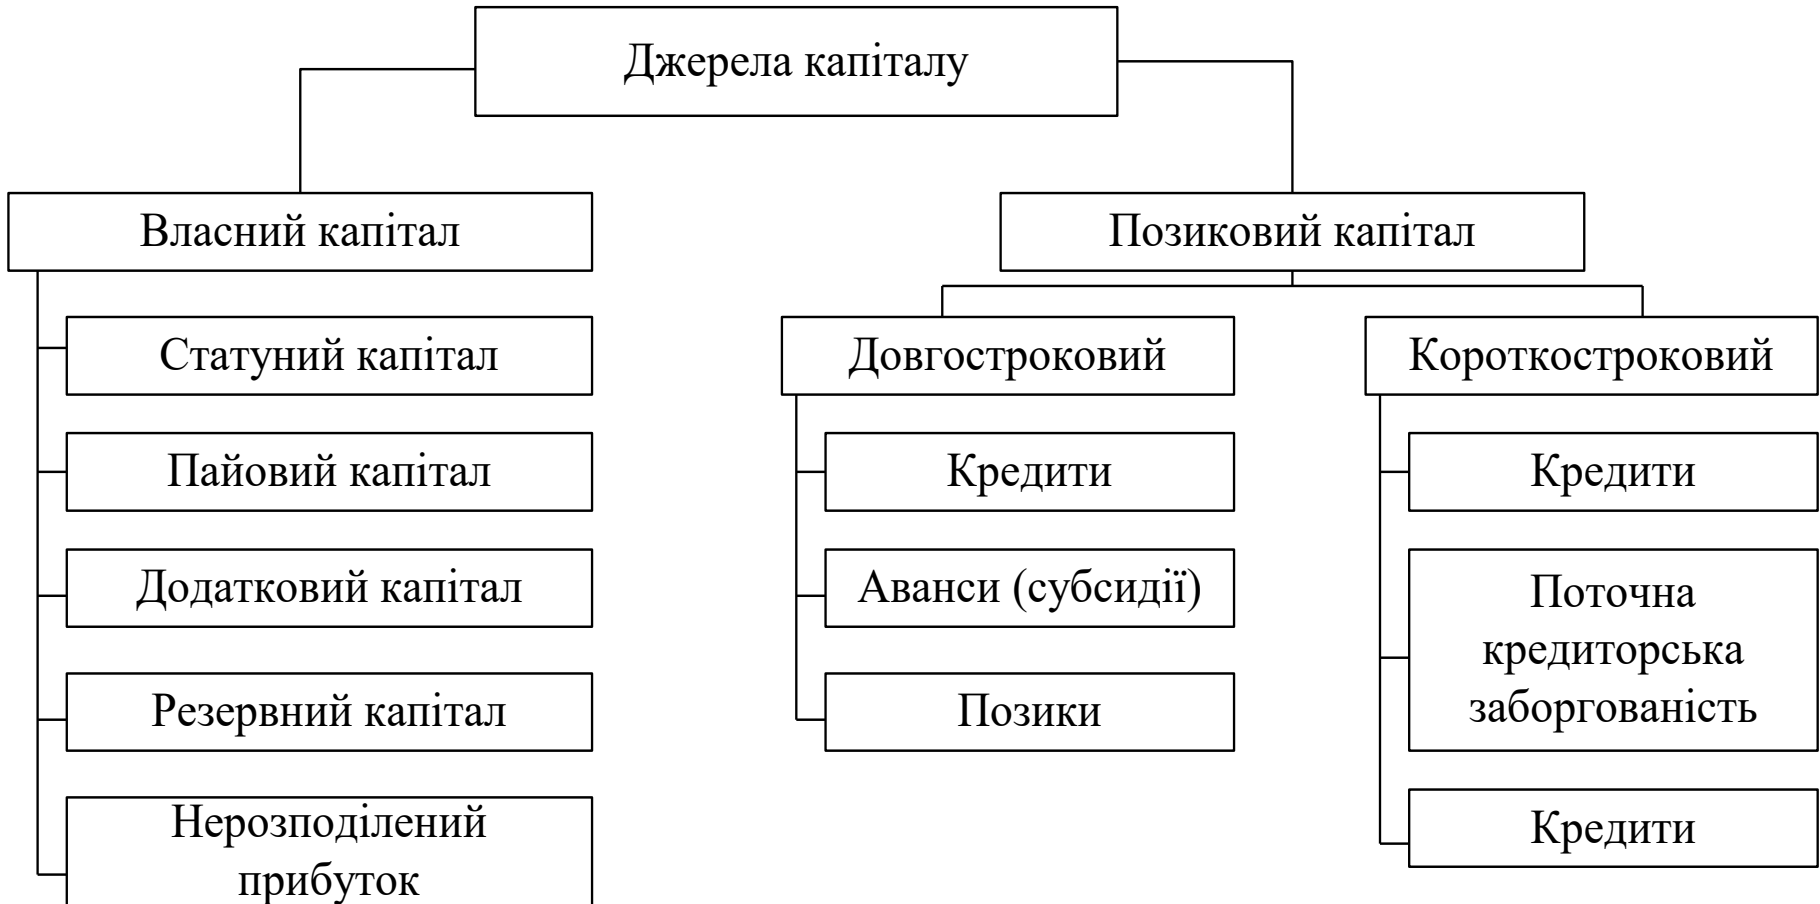 Джерела капіталу
Власний капітал
Статуний капітал
Пайовий капітал
Додатковий капітал
Резервний капітал
Нерозподілений
прибуток
Позиковий капітал
Довгостроковий
Кредити
Аванси (субсидії)
Позики
Короткостроковий
Кредити
Поточна
кредиторська
заборгованість
Кредити